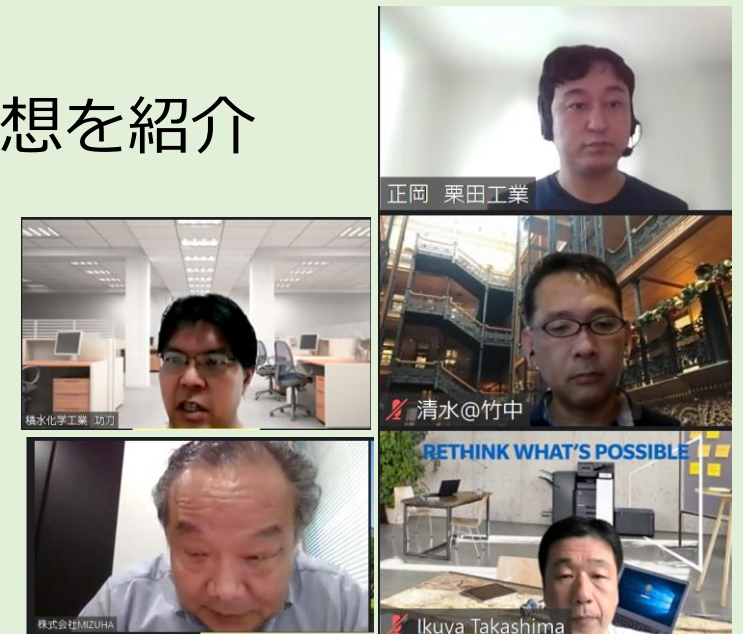 想を紹介
正岡 栗田工業
積水化学工業 功刀
清水@竹中
株式会社MIZUHA
RETHINK WHAT'S POSSIBLE
Ikuya Takashima